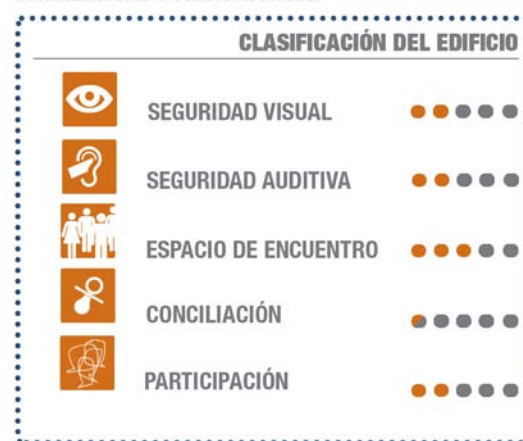 CLASIFICACIÓN DEL EDIFICIO
SEGURIDAD VISUAL
SEGURIDAD AUDITIVA
ESPACIO DE ENCUENTRO
CONCILIACIÓN
PARTICIPACIÓN